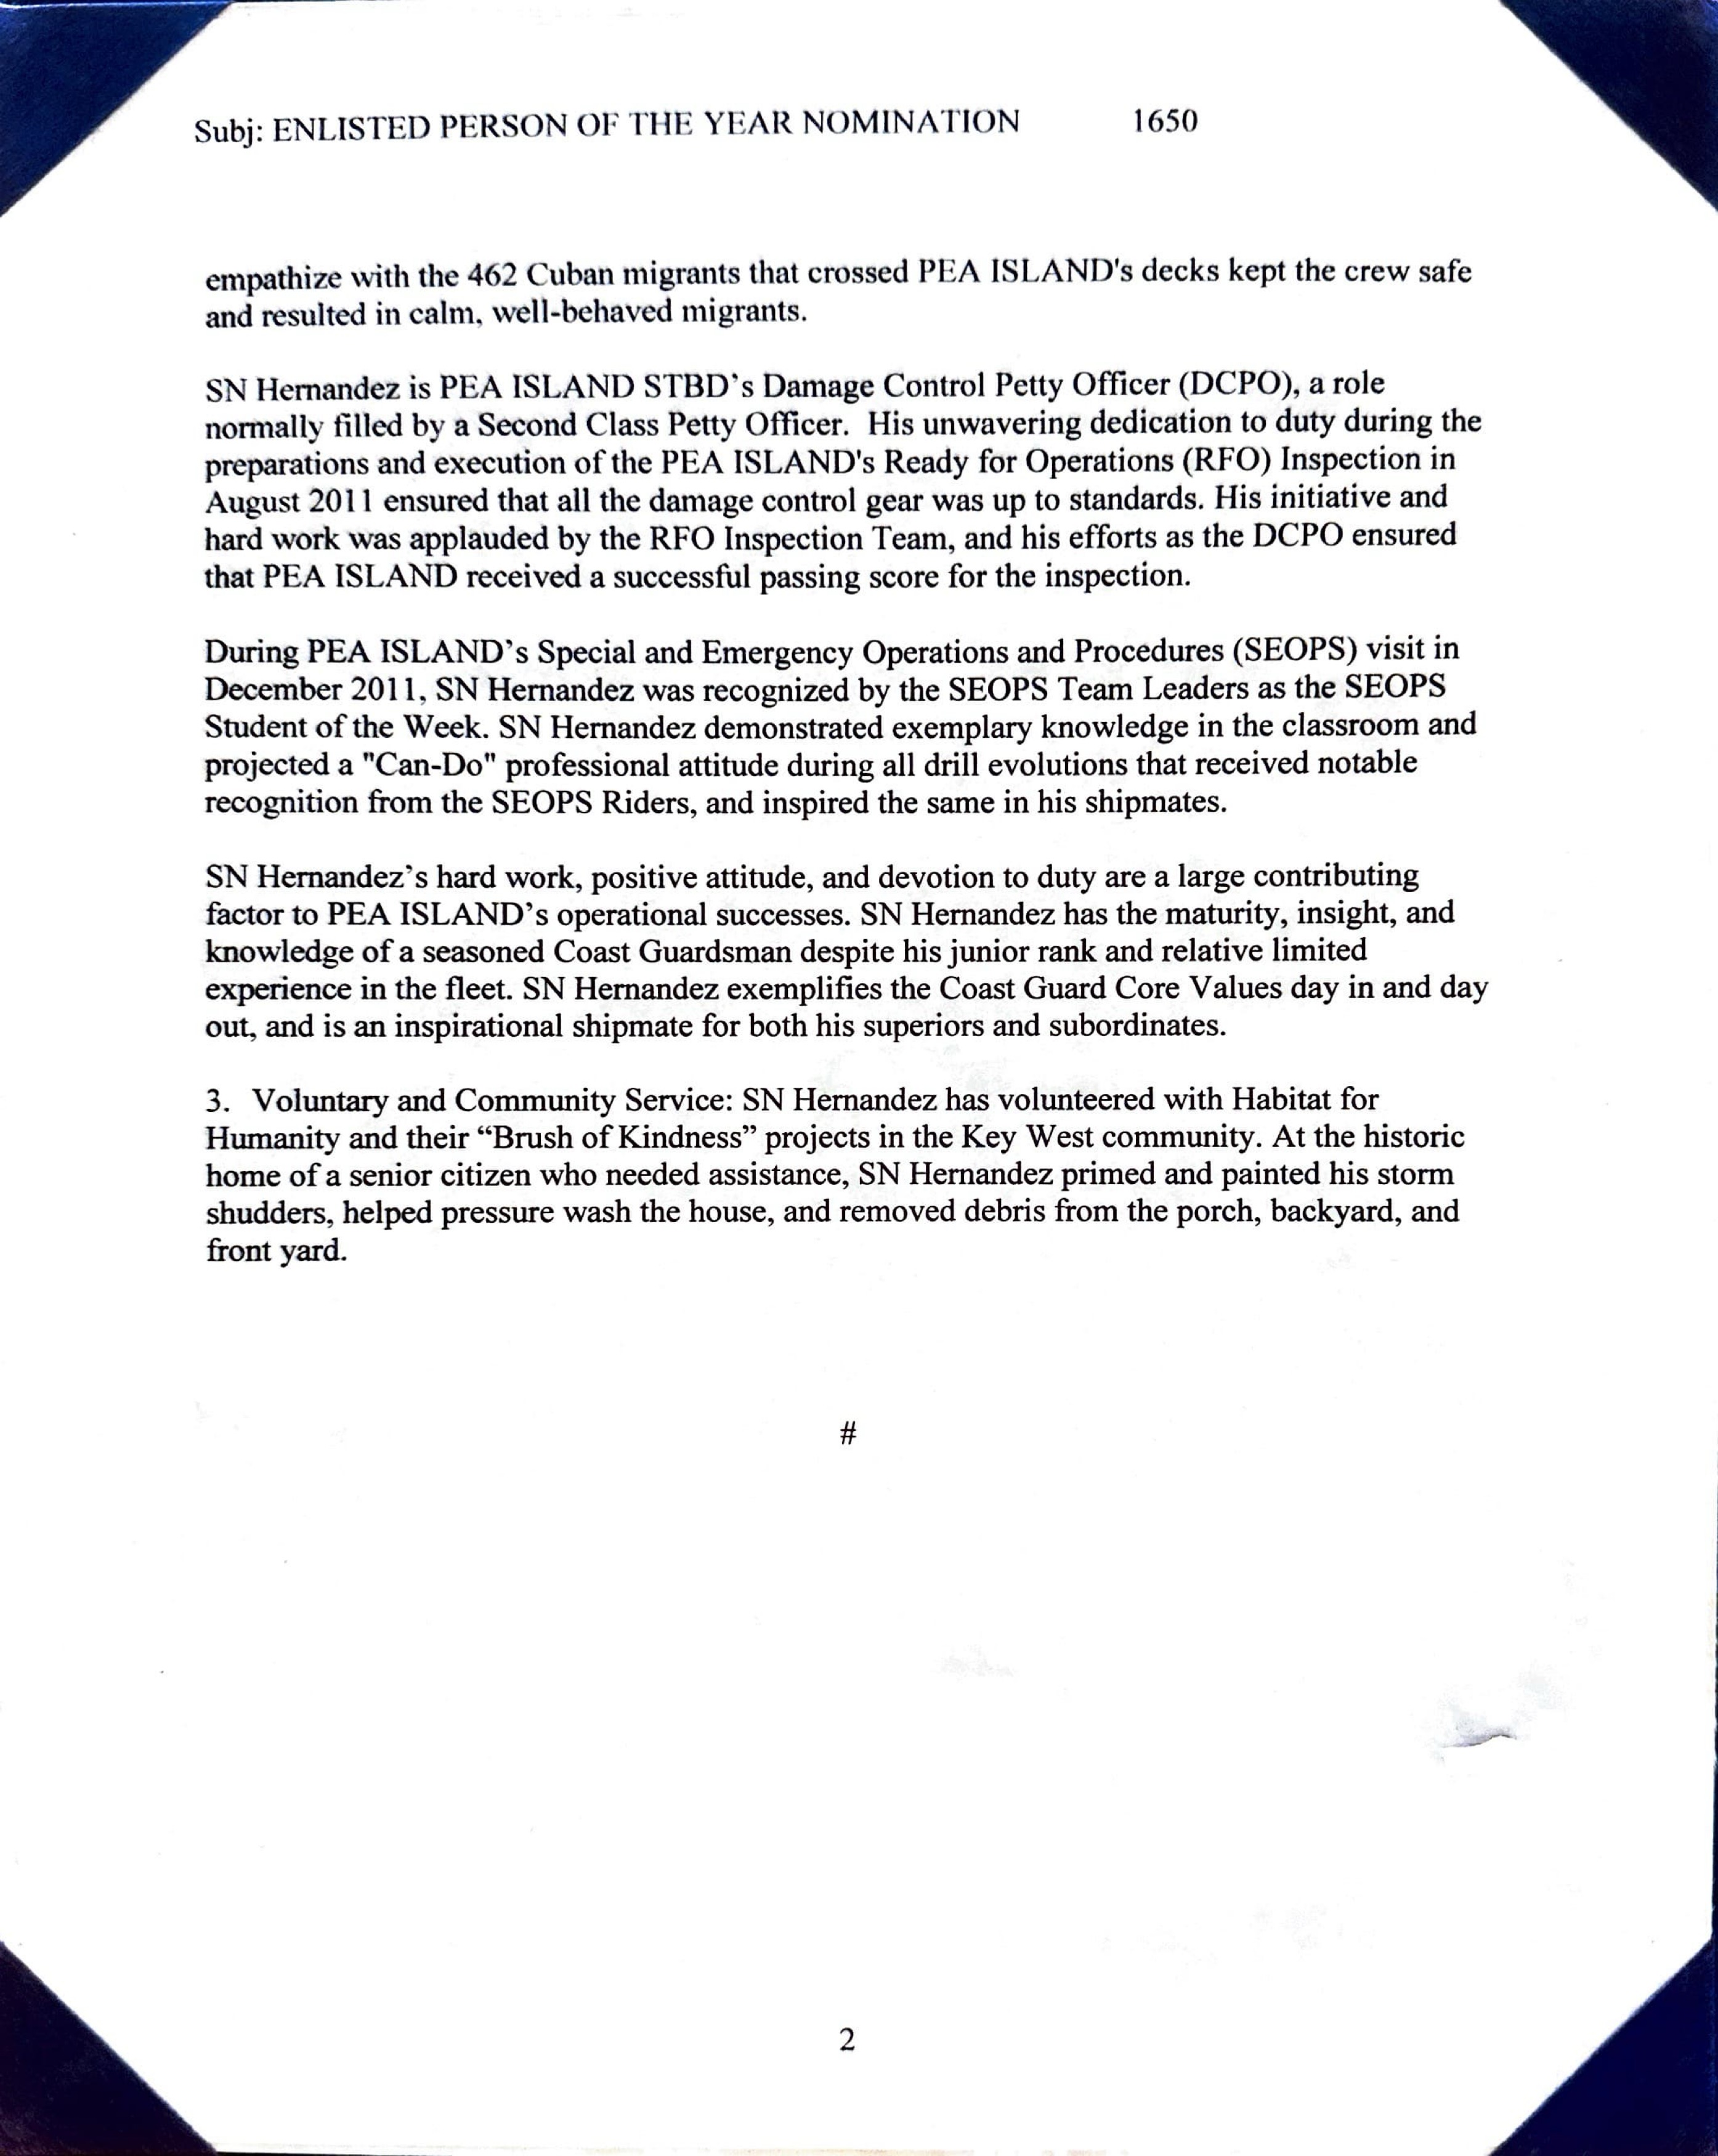 Subj: ENLISTED PERSON OF THE YEAR NOMINATION 1650
empathize with the 462 Cuban migrants that crossed PEA ISLAND's decks kept the crew safe
and resulted in calm, well-behaved migrants.
SN Hernandez is PEA ISLAND STBD’s Damage Control Petty Officer (DCPO), a role
normally filled by a Second Class Petty Officer.  His unwavering dedication to duty during the
preparations and execution of the PEA ISLAND's Ready for Operations (RFO) Inspection in
August 2011 ensured that all the damage control gear was up to standards. His initiative and
hard work was applauded by the RFO Inspection Team, and his efforts as the DCPO ensured
that PEA ISLAND received a successful passing score for the inspection.
During PEA ISLAND’s Special and Emergency Operations and Procedures (SEOPS) visit in
December 2011, SN Hernandez was recognized by the SEOPS Team Leaders as the SEOPS
Student of the Week. SN Hernandez demonstrated exemplary knowledge in the classroom and
projected a "Can-Do" professional attitude during all drill evolutions that received notable
recognition from the SEOPS Riders, and inspired the same in his shipmates.
SN Hernandez’s hard work, positive attitude, and devotion to duty are a large contributing
factor to PEA ISLAND’s operational successes. SN Hernandez has the maturity, insight, and
knowledge of a seasoned Coast Guardsman despite his junior rank and relative limited
experience in the fleet. SN Hernandez exemplifies the Coast Guard Core Values day in and day
out, and is an inspirational shipmate for both his superiors and subordinates.
3.  Voluntary and Community Service: SN Hernandez has volunteered with Habitat for
Humanity and their “Brush of Kindness” projects in the Key West community. At the historic
home of a senior citizen who needed assistance, SN Hernandez primed and painted his storm
shudders, helped pressure wash the house, and removed debris from the porch, backyard, and
front yard.
#
2